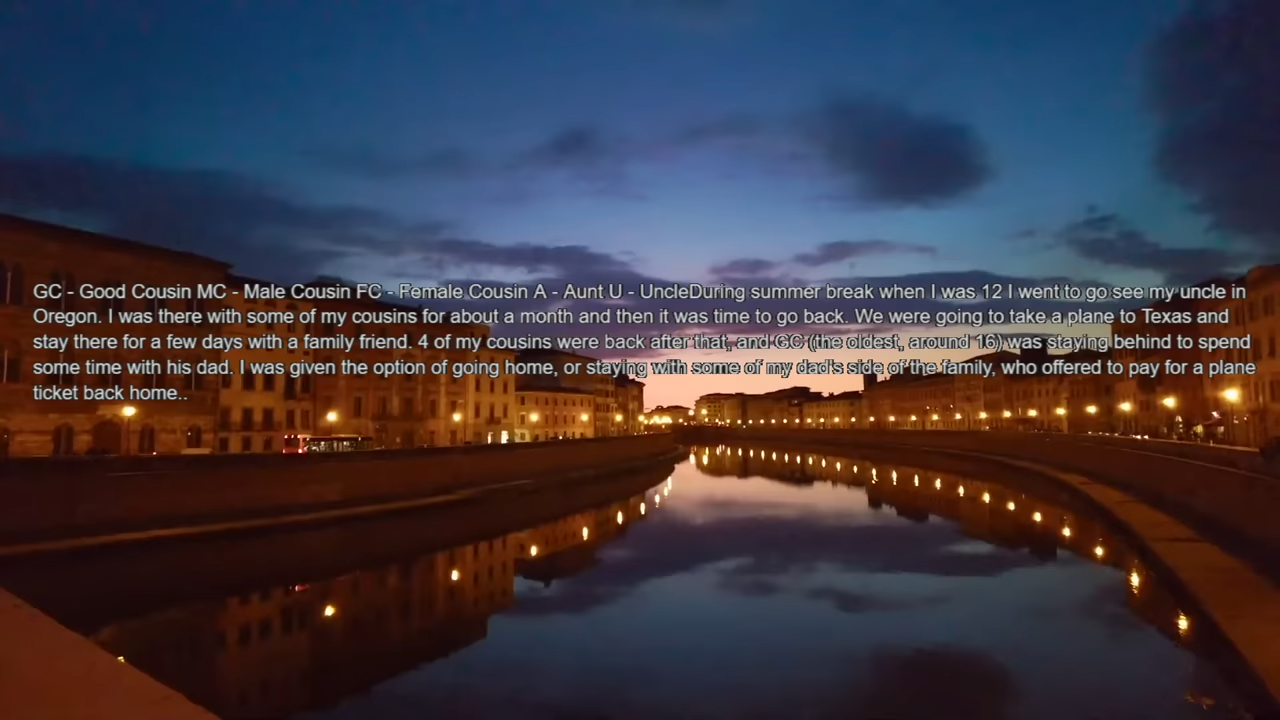 GC - Good Cousin MC - Male Cousin FC - Female Cousin A - Aunt U - UncleDuring summer break when I was 12 I went to go see my uncle in
Oregon. I was there with some of my cousins for about a month and then it was time to go back. We were going to take a plane to Texas and
stay there for a few days with a family friend. 4 of my cousins were back after that, and GC (the oldest, around 16) was staying behind to spend
some time with his dad. I was given the option of going home, or staying with some of my dad's side of the family, who offered to pay for a plane
ticket back home..